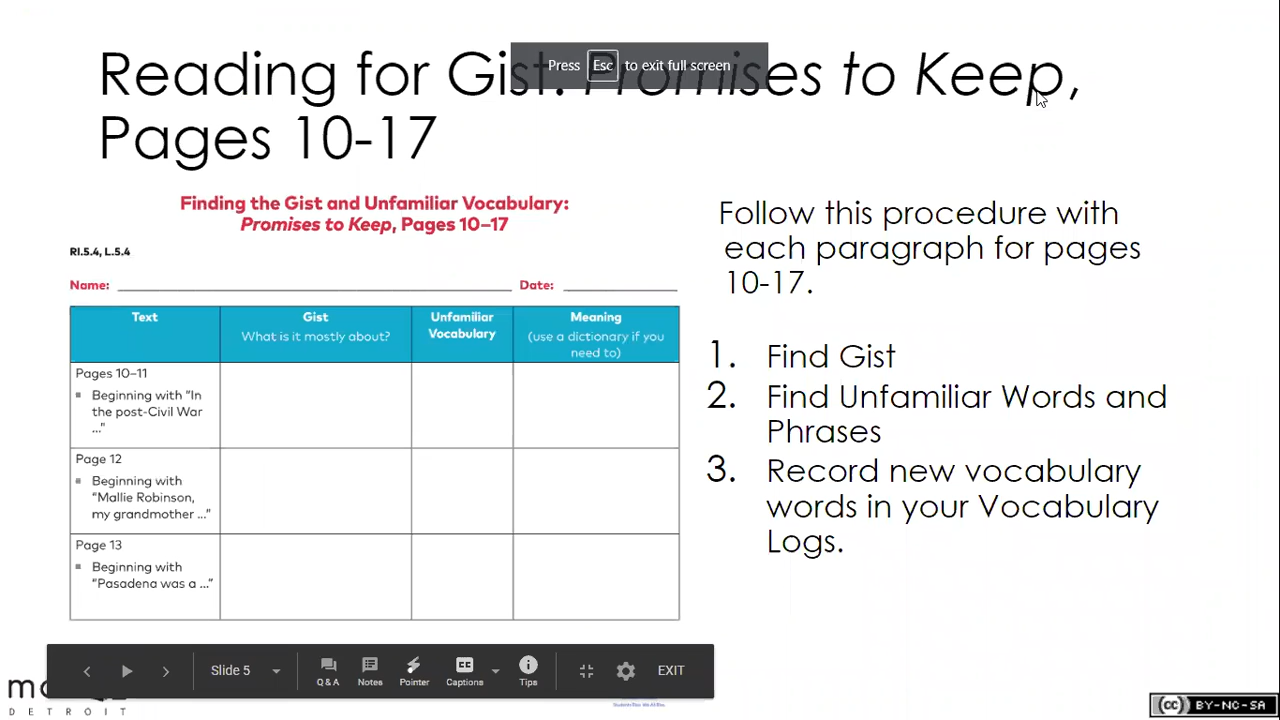 Reading for Gist: Promises to Keep,
Press Esc to exit full screen
Pages 10-17
Finding the Gist and Unfamiliar Vocabulary:
Promises to Keep, Pages 10–17
RI.5.4, L.5.4
Name: Date:
Text
Gist
What is it mostly about?
Unfamiliar
Vocabulary
Meaning
(use a dictionary if you
need to)
Pages 10–11
Beginning with "In
the post-Civil War
..."
Page 12
Beginning with
"Mallie Robinson,
my grandmother ..."
Page 13
Beginning with
"Pasadena was a ..."
Follow this procedure with
each paragraph for pages
10-17.
1. Find Gist
2. Find Unfamiliar Words and
Phrases
3. Record new vocabulary
words in your Vocabulary
Logs.
Slide 5
Q & A
Notes
Pointer
CC
Captions
Tips
EXIT
DETROIT
cc BY-NC-SA